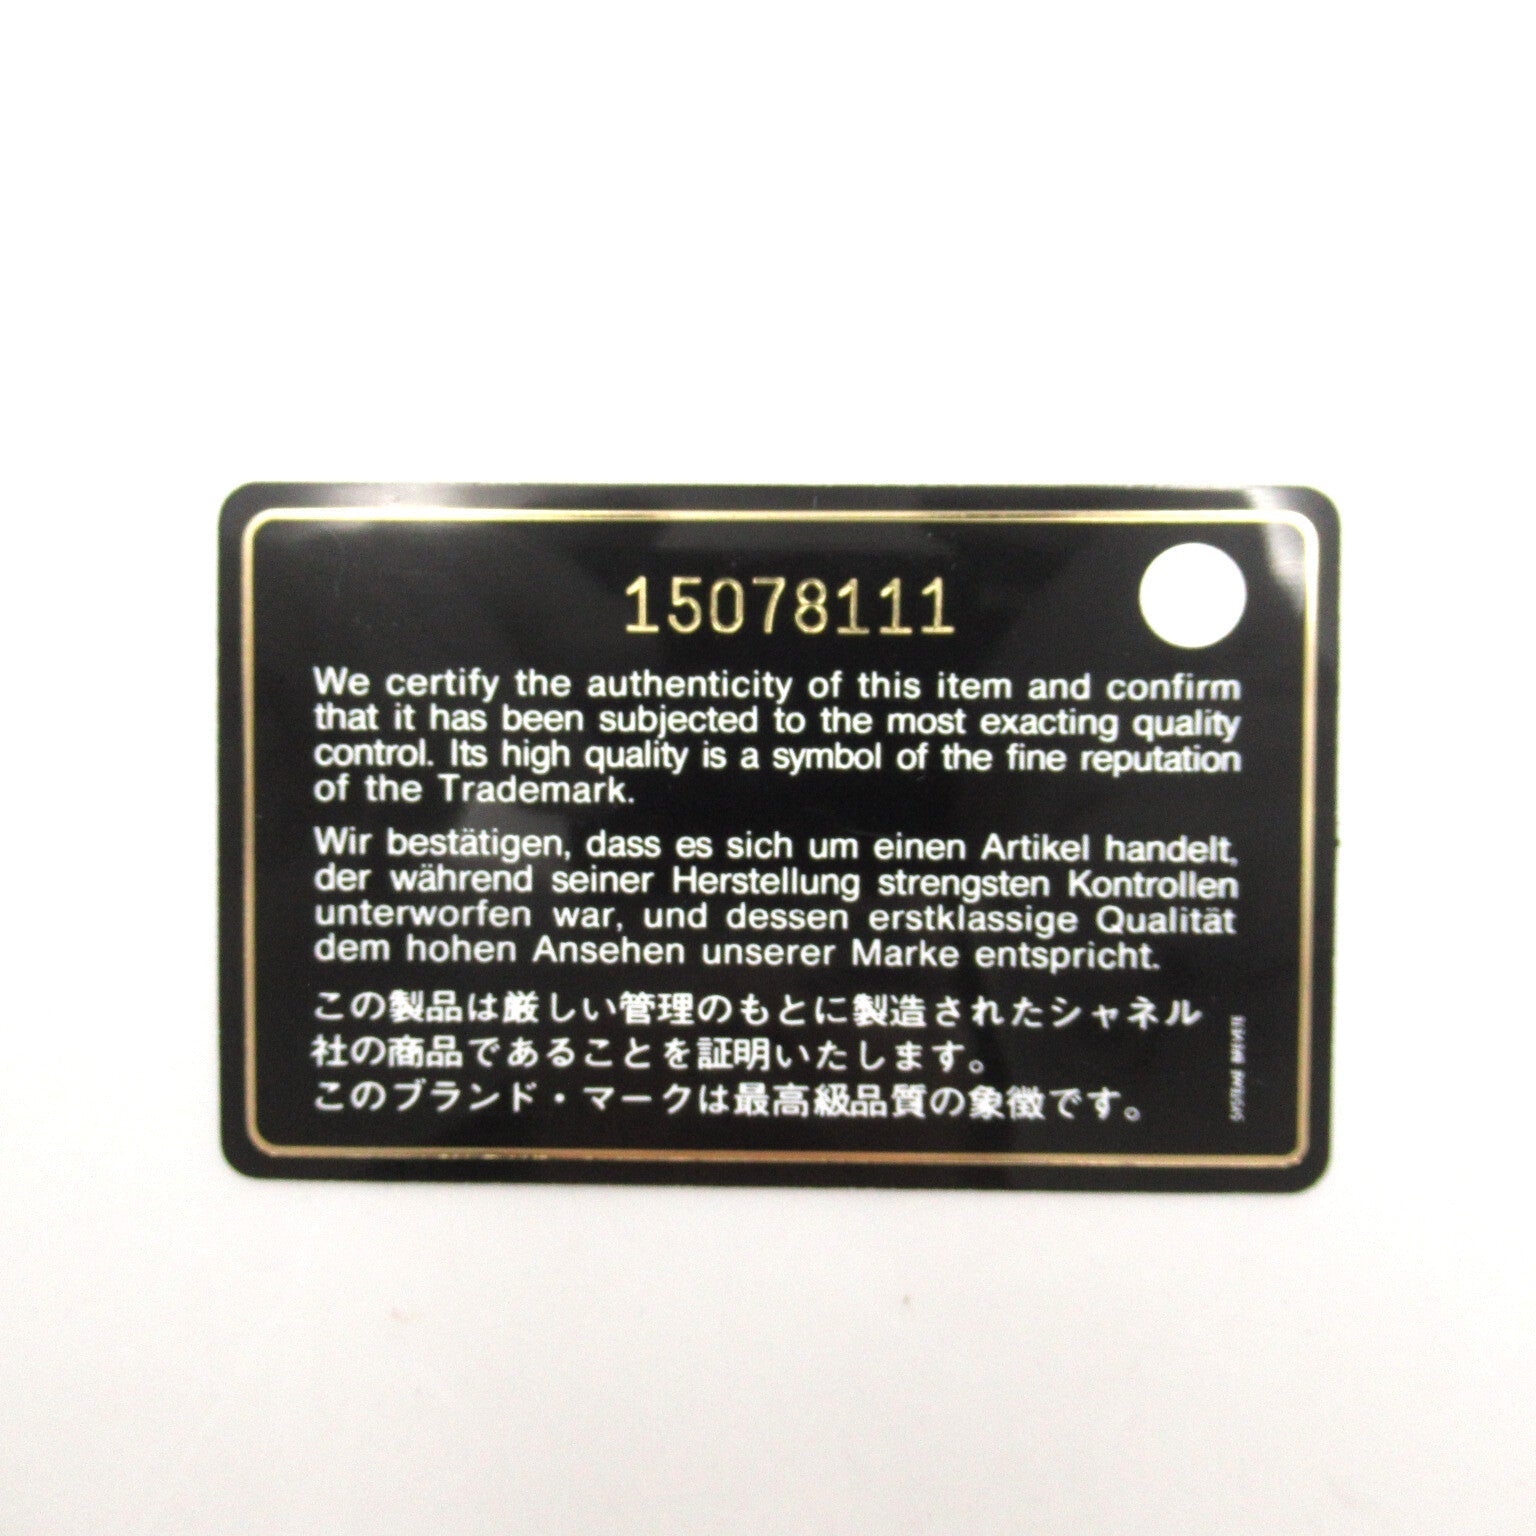 15078111
We certify the authenticity of this item and confirm
that it has been subjected to the most exacting quality
control. Its high quality is a symbol of the fine reputation
of the Trademark.
Wir bestätigen, dass es sich um einen Artikel handelt,
der während seiner Herstellung strengsten Kontrollen
unterworfen war, und dessen erstklassige Qualität
dem hohen Ansehen unserer Marke entspricht.
この製品は厳しい管理のもとに製造されたシャネル
社の商品であることを証明いたします。
このブランド・マークは最高級品質の象徴です。
SYSTEME BREVETE